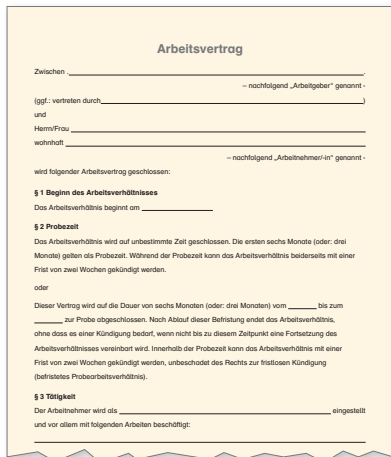 Arbeitsvertrag
Zwischen .
– nachfolgend „Arbeitgeber“ genannt -
(ggf.: vertreten durch )
und
Herrn/Frau
wohnhaft
– nachfolgend „Arbeitnehmer/-in“ genannt -
wird folgender Arbeitsvertrag geschlossen:
§ 1 Beginn des Arbeitsverhältnisses
Das Arbeitsverhältnis beginnt am
§ 2 Probezeit
Das Arbeitsverhältnis wird auf unbestimmte Zeit geschlossen. Die ersten sechs Monate (oder: drei
Monate) gelten als Probezeit. Während der Probezeit kann das Arbeitsverhältnis beiderseits mit einer
Frist von zwei Wochen gekündigt werden.
oder
Dieser Vertrag wird auf die Dauer von sechs Monaten (oder: drei Monaten) vom bis zum
zur Probe abgeschlossen. Nach Ablauf dieser Befristung endet das Arbeitsverhältnis,
ohne dass es einer Kündigung bedarf, wenn nicht bis zu diesem Zeitpunkt eine Fortsetzung des
Arbeitsverhältnisses vereinbart wird. Innerhalb der Probezeit kann das Arbeitsverhältnis mit einer
Frist von zwei Wochen gekündigt werden, unbeschadet des Rechts zur fristlosen Kündigung
(befristetes Probearbeitsverhältnis).
§ 3 Tätigkeit
Der Arbeitnehmer wird als eingestellt
und vor allem mit folgenden Arbeiten beschäftigt: